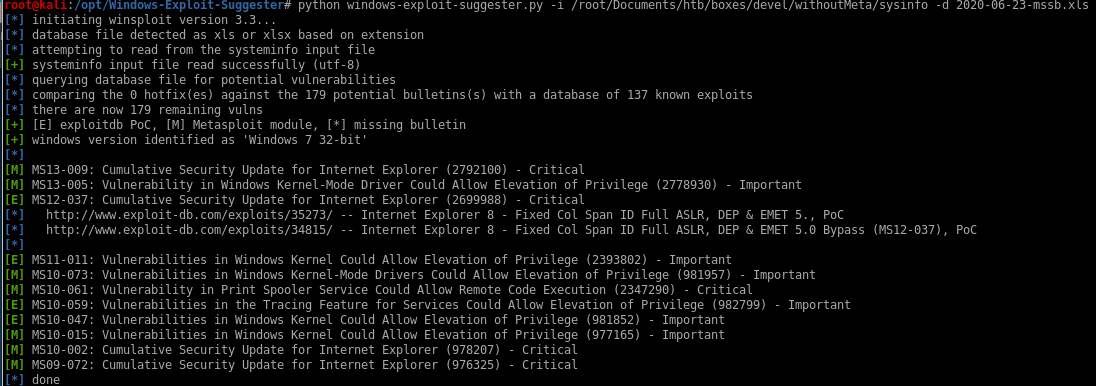 root@kali:/opt/Windows-Exploit-Suggester# python windows-exploit-suggester.py -i /root/Documents/htb/boxes/devel/withoutMeta/sysinfo -d 2020-06-23-mssb.xls
[*] initiating winsploit version 3.3...
[*] database file detected as xls or xlsx based on extension
[*] attempting to read from the systeminfo input file
[+] systeminfo input file read successfully (utf-8)
[*] querying database file for potential vulnerabilities
[*] comparing the 0 hotfix(es) against the 179 potential bulletins(s) with a database of 137 known exploits
[*] there are now 179 remaining vulns
[+] [E] exploitdb PoC, [M] Metasploit module, [*] missing bulletin
[+] windows version identified as 'Windows 7 32-bit'
[*]
[M] MS13-009: Cumulative Security Update for Internet Explorer (2792100) - Critical
[M] MS13-005: Vulnerability in Windows Kernel-Mode Driver Could Allow Elevation of Privilege (2778930) - Important
[E] MS12-037: Cumulative Security Update for Internet Explorer (2699988) - Critical
[*]   http://www.exploit-db.com/exploits/35273/ -- Internet Explorer 8 - Fixed Col Span ID Full ASLR, DEP & EMET 5., PoC
[*]   http://www.exploit-db.com/exploits/34815/ -- Internet Explorer 8 - Fixed Col Span ID Full ASLR, DEP & EMET 5.0 Bypass (MS12-037), PoC
[*]
[E] MS11-011: Vulnerabilities in Windows Kernel Could Allow Elevation of Privilege (2393802) - Important
[M] MS10-073: Vulnerabilities in Windows Kernel-Mode Drivers Could Allow Elevation of Privilege (981957) - Important
[M] MS10-061: Vulnerability in Print Spooler Service Could Allow Remote Code Execution (2347290) - Critical
[E] MS10-059: Vulnerabilities in the Tracing Feature for Services Could Allow Elevation of Privilege (982799) - Important
[E] MS10-047: Vulnerabilities in Windows Kernel Could Allow Elevation of Privilege (981852) - Important
[M] MS10-015: Vulnerabilities in Windows Kernel Could Allow Elevation of Privilege (977165) - Important
[M] MS10-002: Cumulative Security Update for Internet Explorer (978207) - Critical
[M] MS09-072: Cumulative Security Update for Internet Explorer (976325) - Critical
[*] done